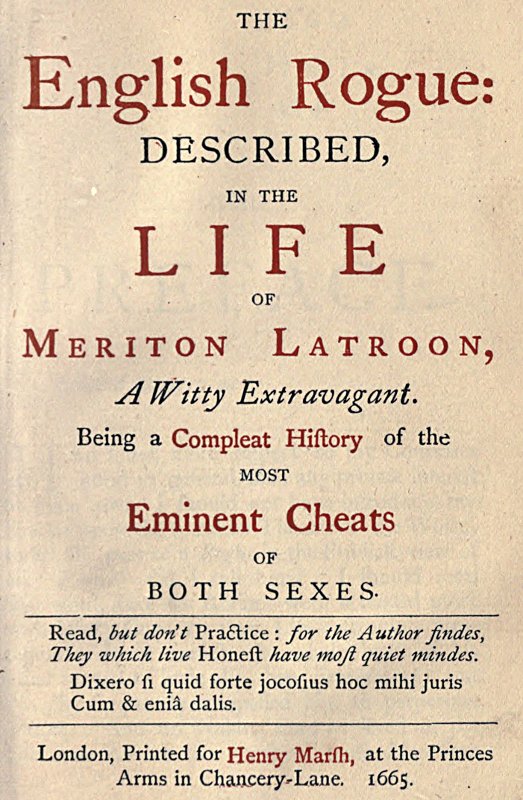 THE
English Rogue:
DESCRIBED,
IN THE
LIFE
OF
MERITON LATROON,
A Witty Extravagant.
Being a Compleat Hiſtory of the
MOST
Eminent Cheats
OF
BOTH SEXES.
Read, but don't Practice: for the Author findes,
They which live Honeſt have moſt quiet mindes.
Dixero ſi quid forte jocoſius hoc mihi juris
Cum & eniâ dalis.
London, Printed for Henry Marſh, at the Princes
Arms in Chancery-Lane. 1665.